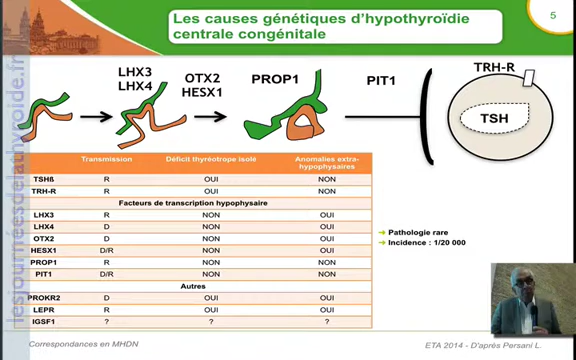 Les causes génétiques d'hypothyroïdie
centrale congénitale
5
LHX3
LHX4
OTX2
HESX1
PROP1
PIT1
TRH-R
TSH
Transmission Déficit thyréotrope isolé Anomalies extra-
hypophysaires
TSHß R OUI NON
TRH-R R OUI NON
Facteurs de transcription hypophysaire
LHX3 R NON OUI
LHX4 D NON OUI
OTX2 D NON OUI
HESX1 D/R NON OUI
PROP1 R NON NON
PIT1 D/R NON NON
Autres
PROKR2 D OUI OUI
LEPR R OUI OUI
IGSF1 ? ? ?
Pathologie rare
Incidence : 1/20 000
lesjournéesdelathyroide.fr
Correspondances en MHDN
ETA 2014 - D'après Persani L.